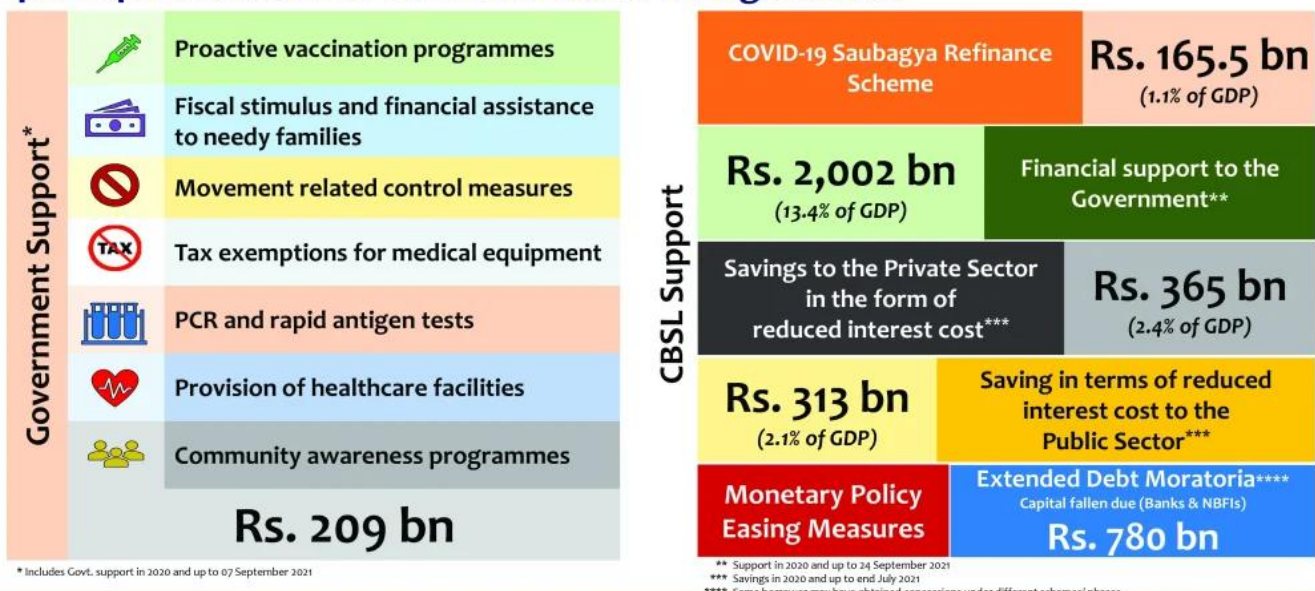 Government Support*
Proactive vaccination programmes
Fiscal stimulus and financial assistance
to needy families
Movement related control measures
TAX
Tax exemptions for medical equipment
PCR and rapid antigen tests
Provision of healthcare facilities
Community awareness programmes
Rs. 209 bn
* Includes Govt. support in 2020 and up to 07 September 2021
CBSL Support
COVID-19 Saubagya Refinance
Scheme
Rs. 165.5 bn
(1.1% of GDP)
Rs. 2,002 bn
(13.4% of GDP)
Financial support to the
Government**
Savings to the Private Sector
in the form of
reduced interest cost***
Rs. 365 bn
(2.4% of GDP)
Rs. 313 bn
(2.1% of GDP)
Saving in terms of reduced
interest cost to the
Public Sector***
Monetary Policy
Easing Measures
Extended Debt Moratoria****
Capital fallen due (Banks & NBFIs)
Rs. 780 bn
** Support in 2020 and up to 24 September 2021
*** Savings in 2020 and up to end July 2021